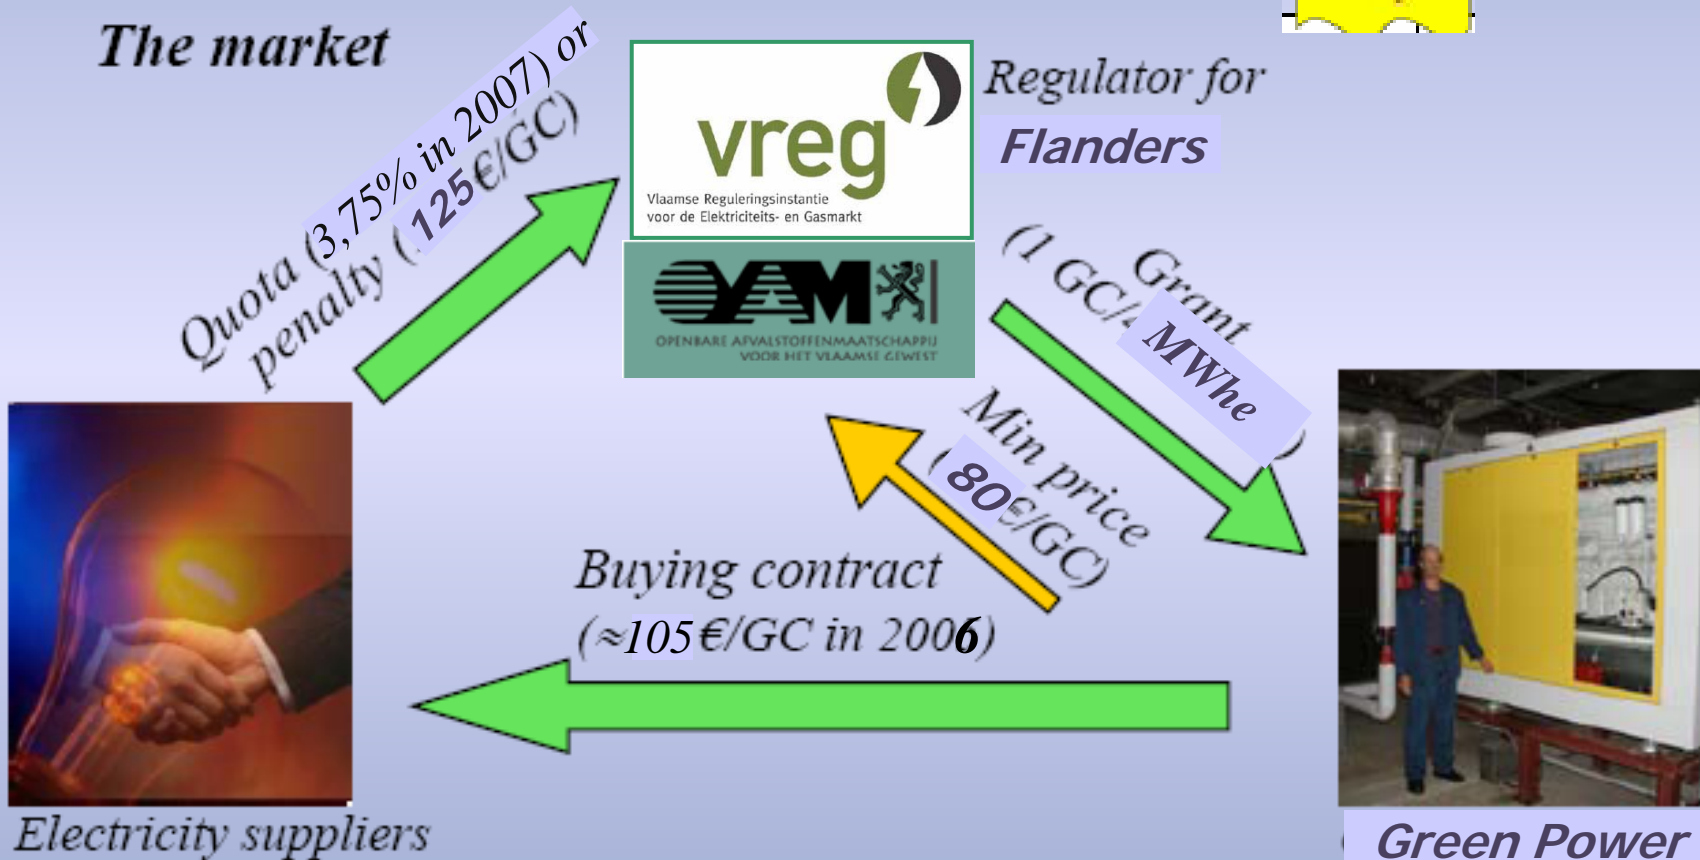 The market
Quota (3,75% in 2007) or
penalty (125€/GC)
vreg
Vlaamse Reguleringsinstantie
voor de Elektriciteits- en Gasmarkt
Regulator for
Flanders
OVAM
OPENBARE AFVALSTOFFENMAATSCHAPPIJ
VOOR HET VLAAMSE GEWEST
Grant
(1 GC/
MWhe
)
Min price
(80€/GC)
Buying contract
(≈105 €/GC in 2006)
Electricity suppliers
Green Power